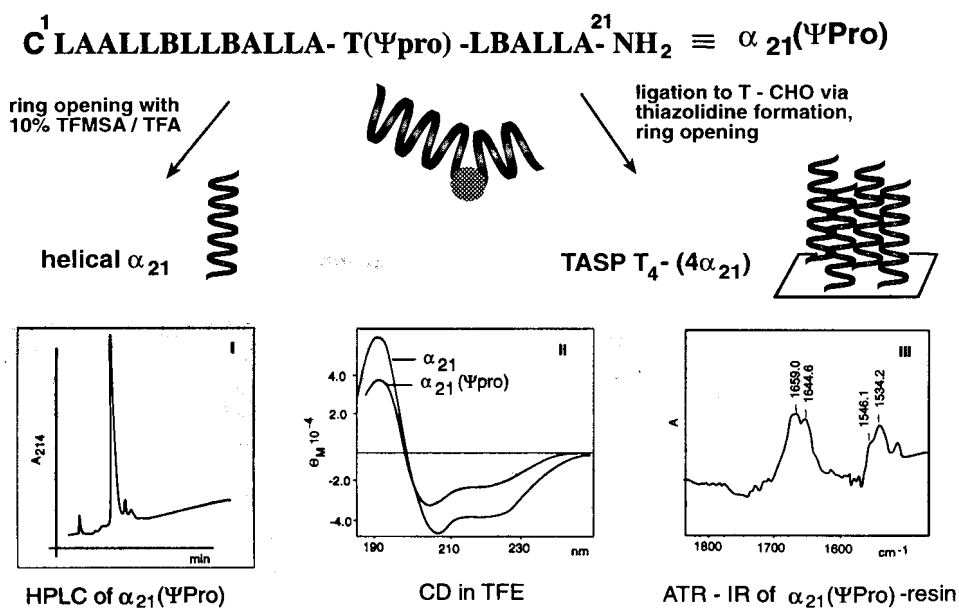 1 21
C LAALLBLLBALLA- T(Ψpro) -LBALLA-NH2 ≡ α21(ΨPro)
ring opening with
10% TFMSA / TFA
ligation to T - CHO via
thiazolidine formation,
ring opening
helical α21
TASP T4- (4α21)
I
A214
min
HPLC of α21(ΨPro)
II
α21
α21(Ψpro)
4.0
2.0
-2.0
-4.0
ΘM 10-4
190 210 230 nm
CD in TFE
III
A
1659.0
1644.6
1546.1
1534.2
1800 1700 1600 cm-1
ATR - IR of α21(ΨPro) -resin